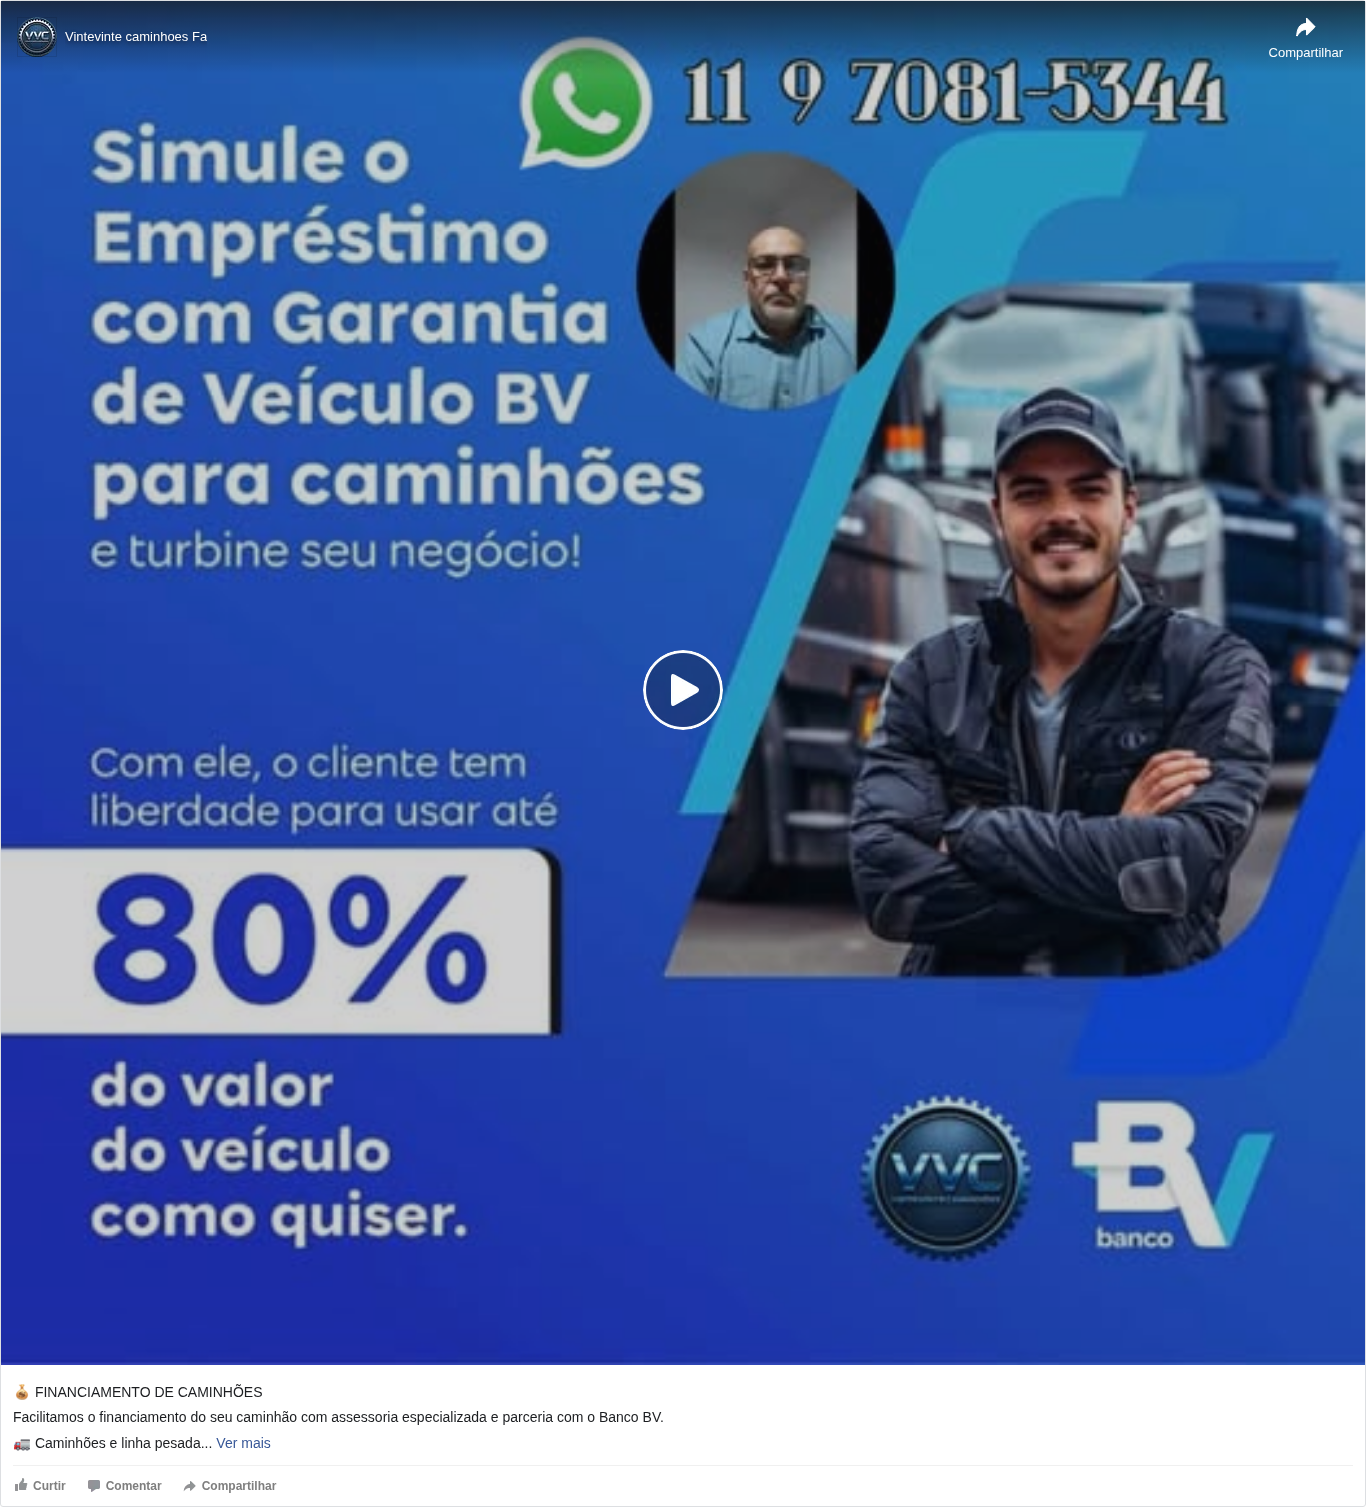 Vintevinte caminhoes Fa
Compartilhar
11 9 7081-5344
Simule o
Empréstimo
com Garantia
de Veículo BV
para caminhões
e turbine seu negócio!
Com ele, o cliente tem
liberdade para usar até
80%
do valor
do veículo
como quiser.
VVC
BV
banco
FINANCIAMENTO DE CAMINHÕES
Facilitamos o financiamento do seu caminhão com assessoria especializada e parceria com o Banco BV.
Caminhões e linha pesada... Ver mais
Curtir Comentar Compartilhar